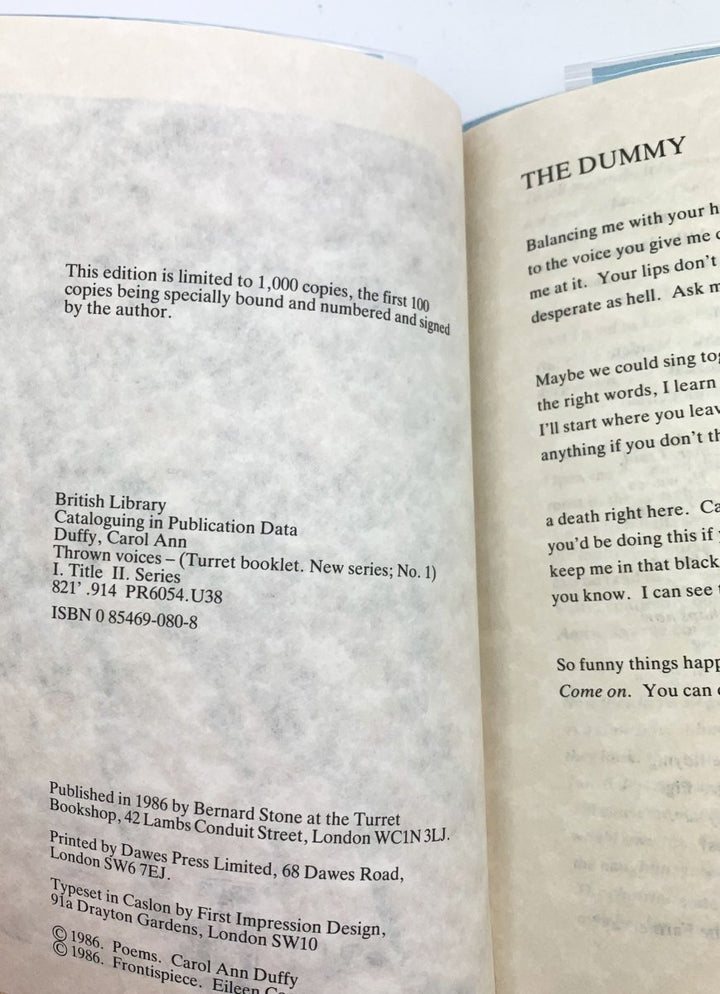 This edition is limited to 1,000 copies, the first 100
copies being specially bound and numbered and signed
by the author.
British Library
Cataloguing in Publication Data
Duffy, Carol Ann
Thrown voices – (Turret booklet. New series; No. 1)
I. Title II. Series
821’.914 PR6054.U38
ISBN 0 85469-080-8
Published in 1986 by Bernard Stone at the Turret
Bookshop, 42 Lambs Conduit Street, London WC1N 3LJ.
Printed by Dawes Press Limited, 68 Dawes Road,
London SW6 7EJ.
Typeset in Caslon by First Impression Design,
91a Drayton Gardens, London SW10
© 1986. Poems. Carol Ann Duffy
© 1986. Frontispiece. Eileen
THE DUMMY
Balancing me with your
to the voice you give me
me at it. Your lips don’t
desperate as hell. Ask
Maybe we could sing
the right words, I learn
I’ll start where you
anything if you don’t
a death right here.
you’d be doing this if
keep me in that black
you know. I can see
So funny things
Come on. You can